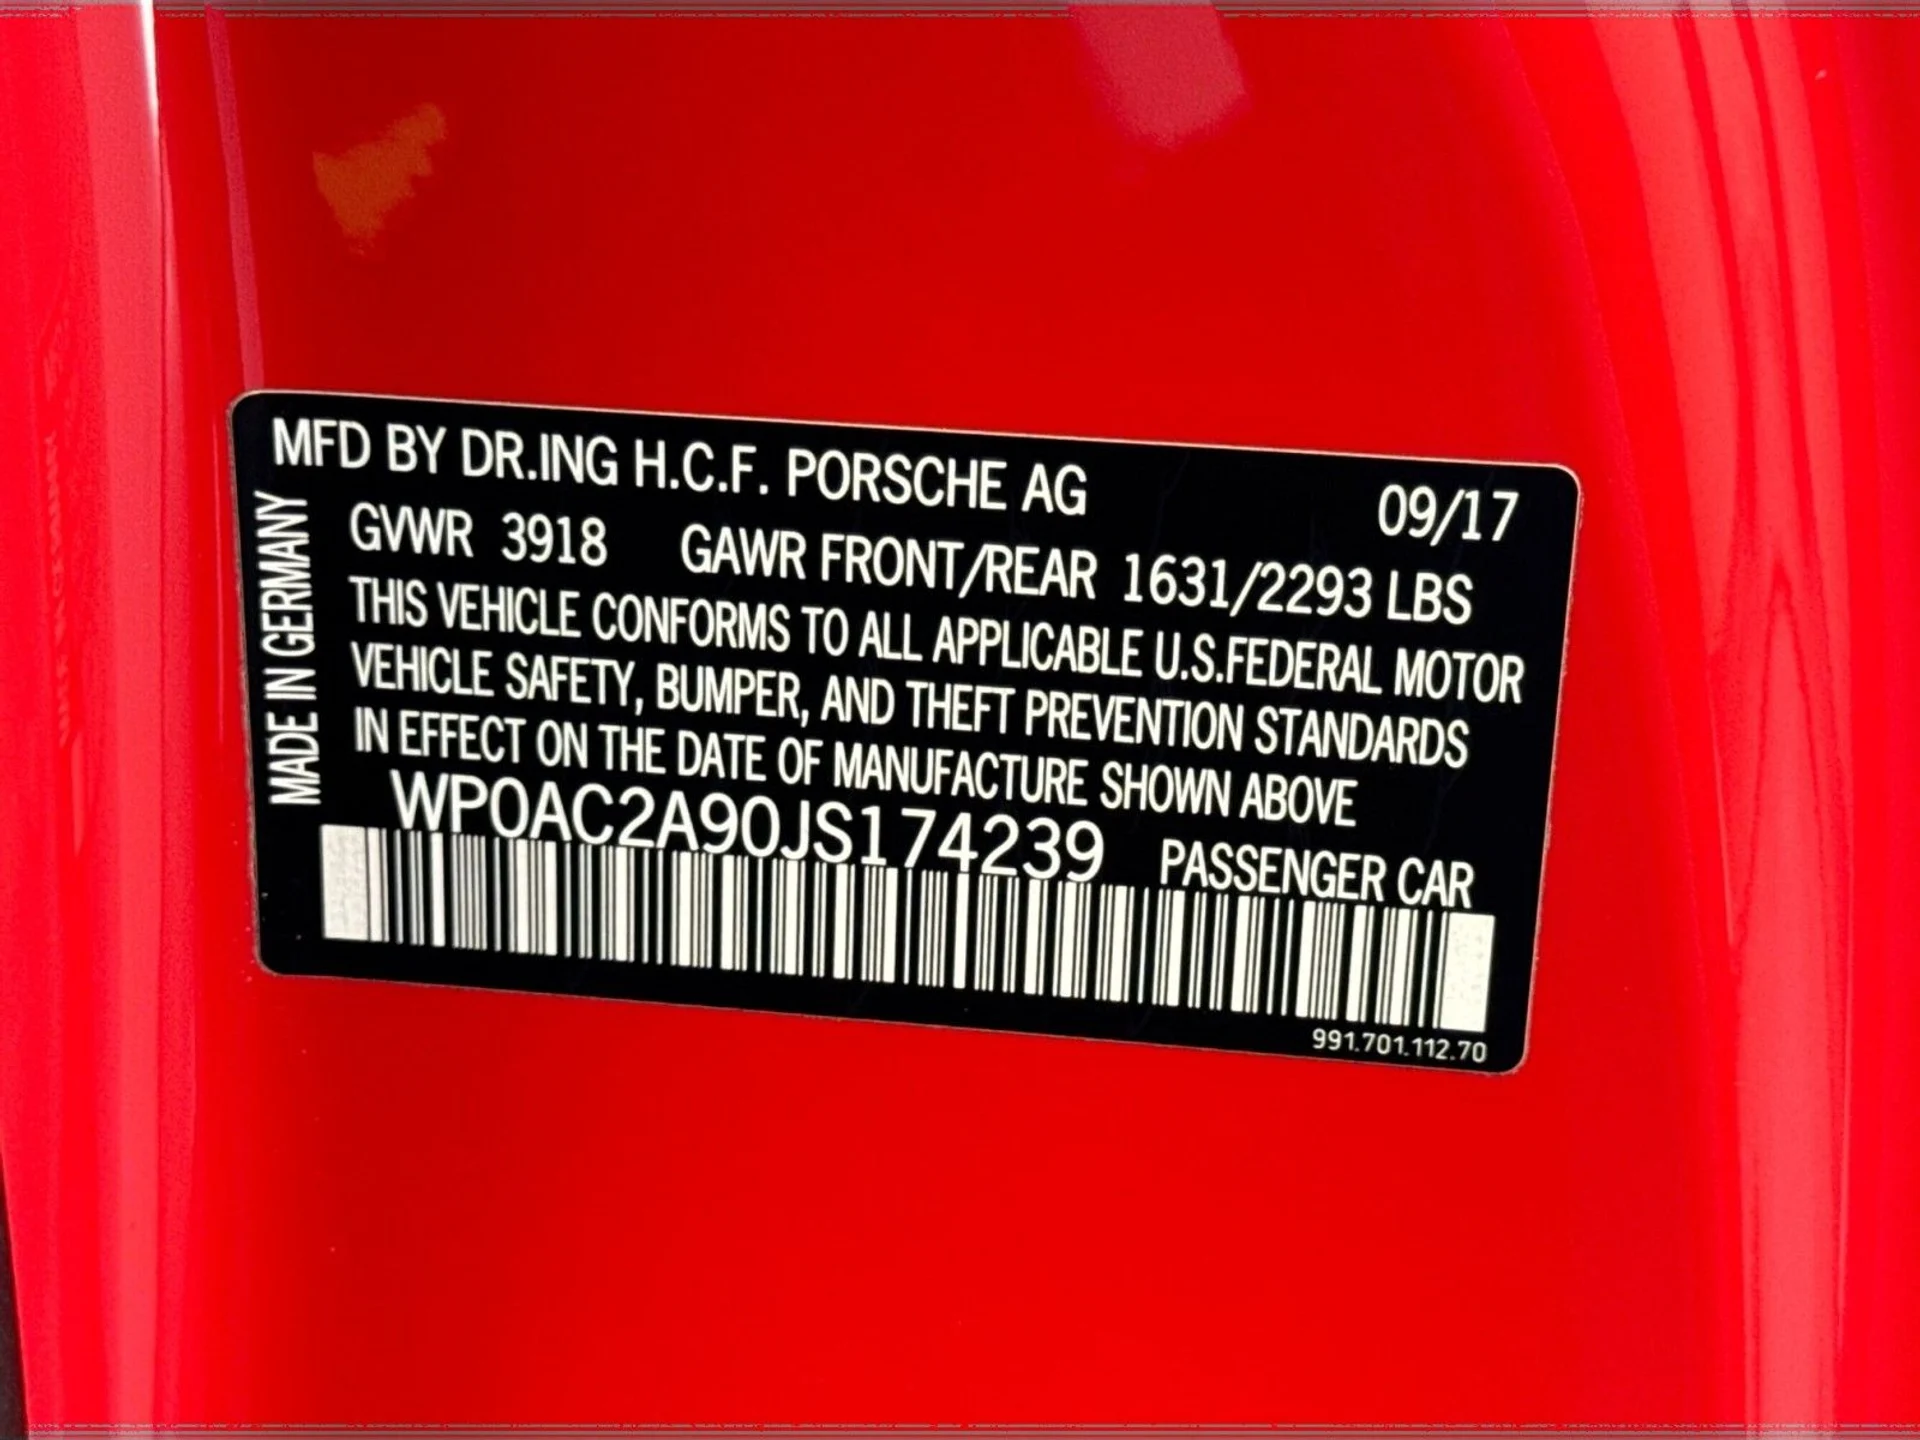 MFD BY DR.ING H.C.F. PORSCHE AG 09/17
GVWR 3918 GAWR FRONT/REAR 1631/2293 LBS
THIS VEHICLE CONFORMS TO ALL APPLICABLE U.S.FEDERAL MOTOR
VEHICLE SAFETY, BUMPER, AND THEFT PREVENTION STANDARDS
IN EFFECT ON THE DATE OF MANUFACTURE SHOWN ABOVE
WP0AC2A90JS174239 PASSENGER CAR
991.701.112.70
MADE IN GERMANY